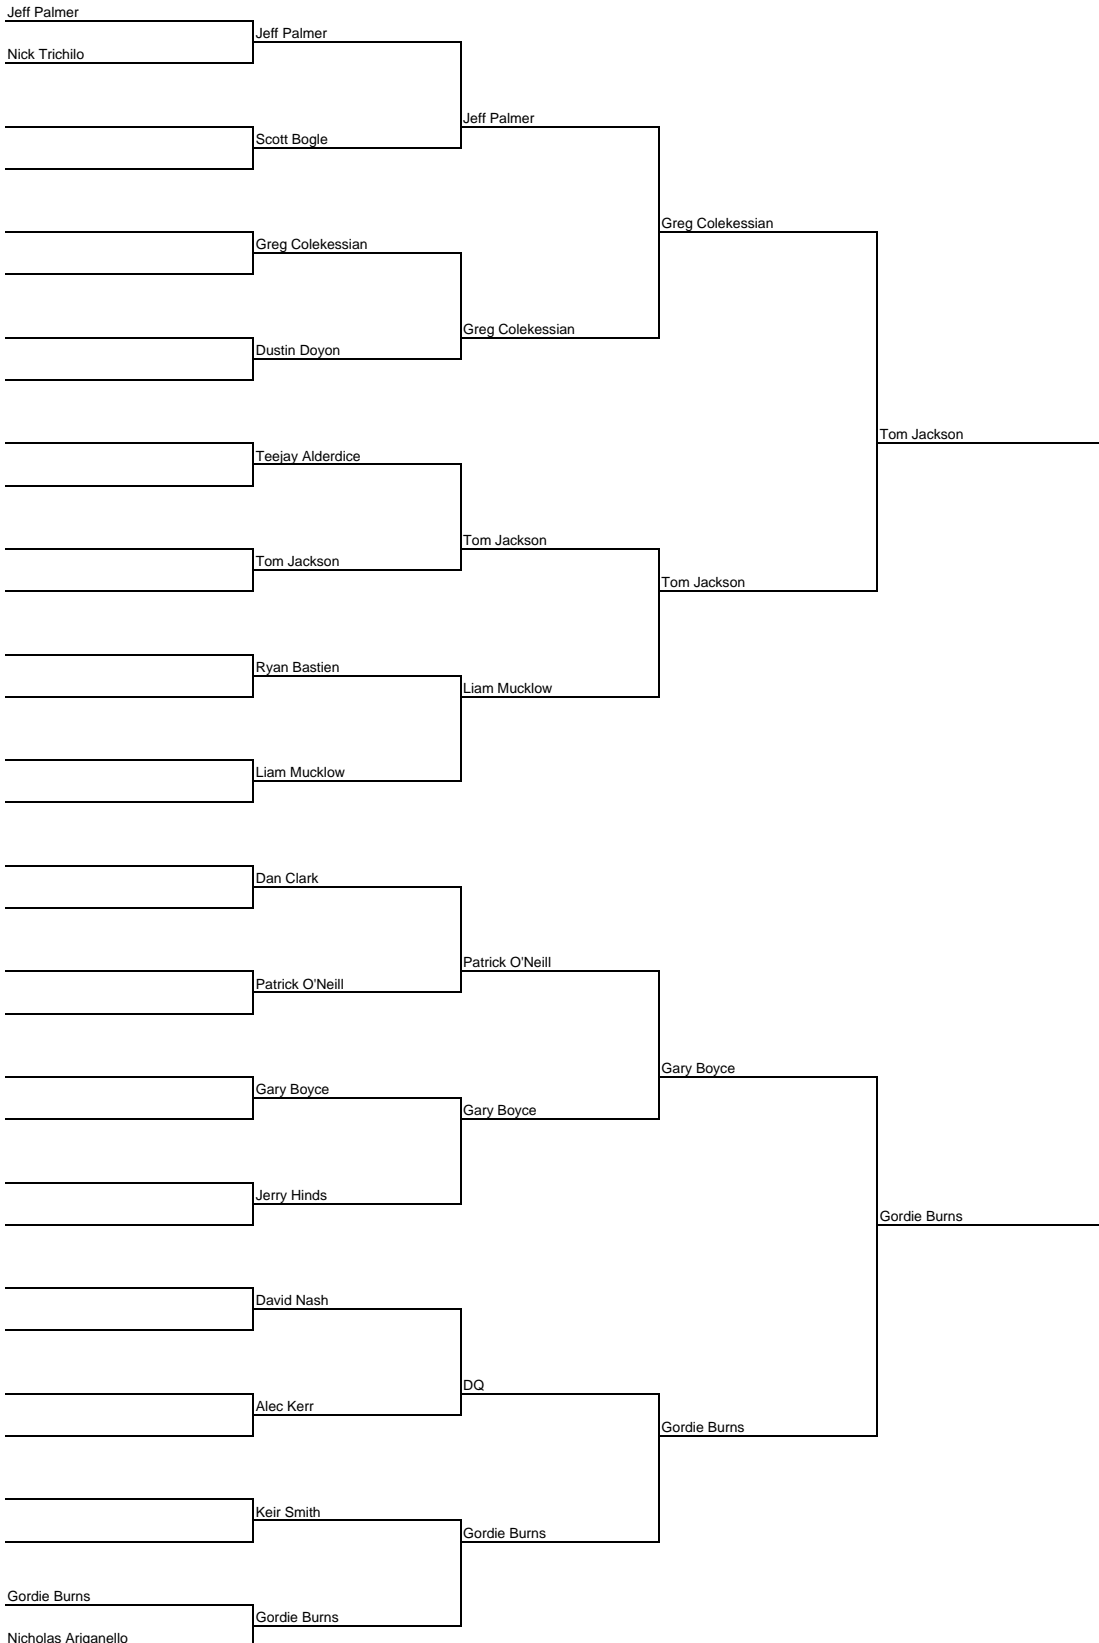 Jeff Palmer
Nick Trichilo
Jeff Palmer
Scott Bogle
Greg Colekessian
Dustin Doyon
Teejay Alderdice
Tom Jackson
Ryan Bastien
Liam Mucklow
Dan Clark
Patrick O'Neill
Gary Boyce
Jerry Hinds
David Nash
Alec Kerr
Keir Smith
Gordie Burns
Nicholas Ariganello
Gordie Burns
Jeff Palmer
Greg Colekessian
Tom Jackson
Liam Mucklow
Patrick O'Neill
Gary Boyce
DQ
Gordie Burns
Greg Colekessian
Tom Jackson
Gary Boyce
Gordie Burns
Tom Jackson
Gordie Burns